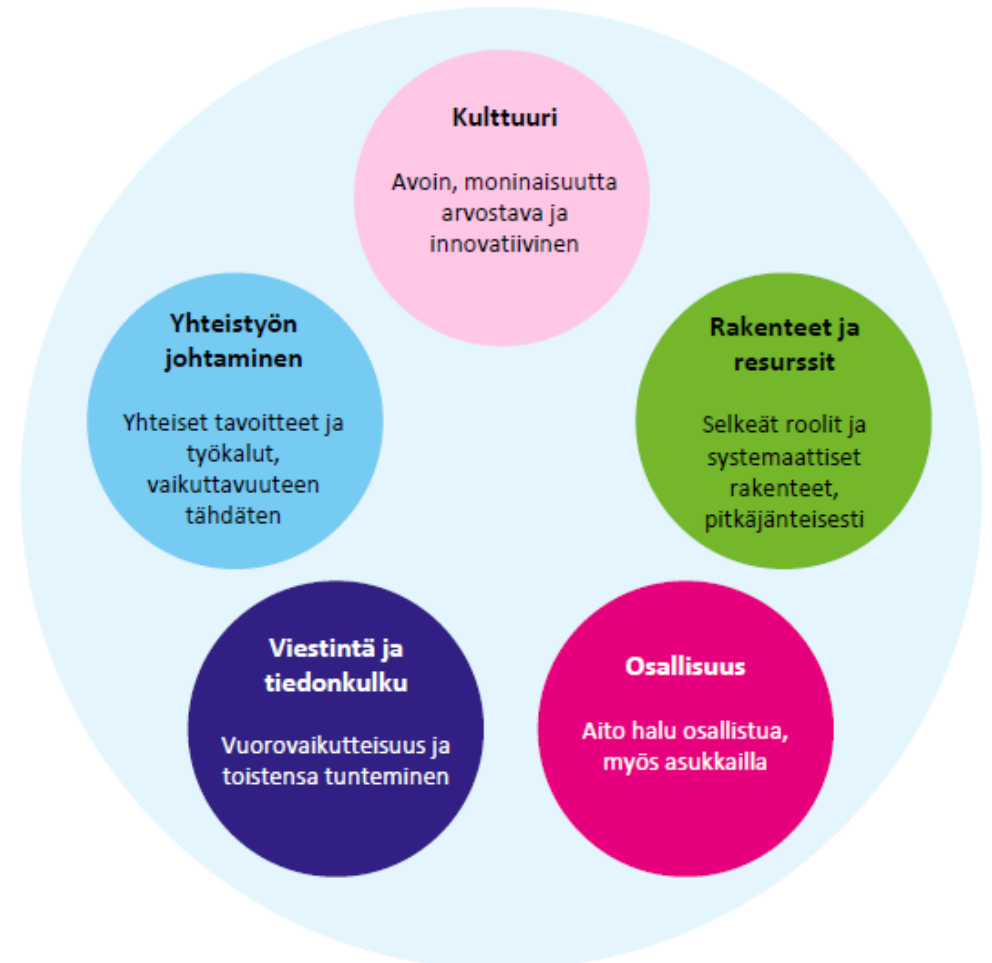 Kulttuuri
Avoin, moninaisuutta
arvostava ja
innovatiivinen
Yhteistyön
johtaminen
Yhteiset tavoitteet ja
työkalut,
vaikuttavuuteen
tähdäten
Rakenteet ja
resurssit
Selkeät roolit ja
systemaattiset
rakenteet,
pitkäjänteisesti
Viestintä ja
tiedonkulku
Vuorovaikutteisuus ja
toistensa tunteminen
Osallisuus
Aito halu osallistua,
myös asukkailla